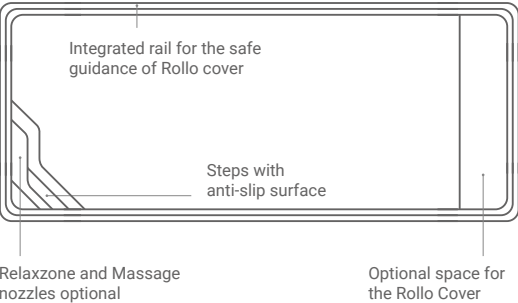 Integrated rail for the safe
guidance of Rollo cover
Steps with
anti-slip surface
Relaxzone and Massage
nozzles optional
Optional space for
the Rollo Cover